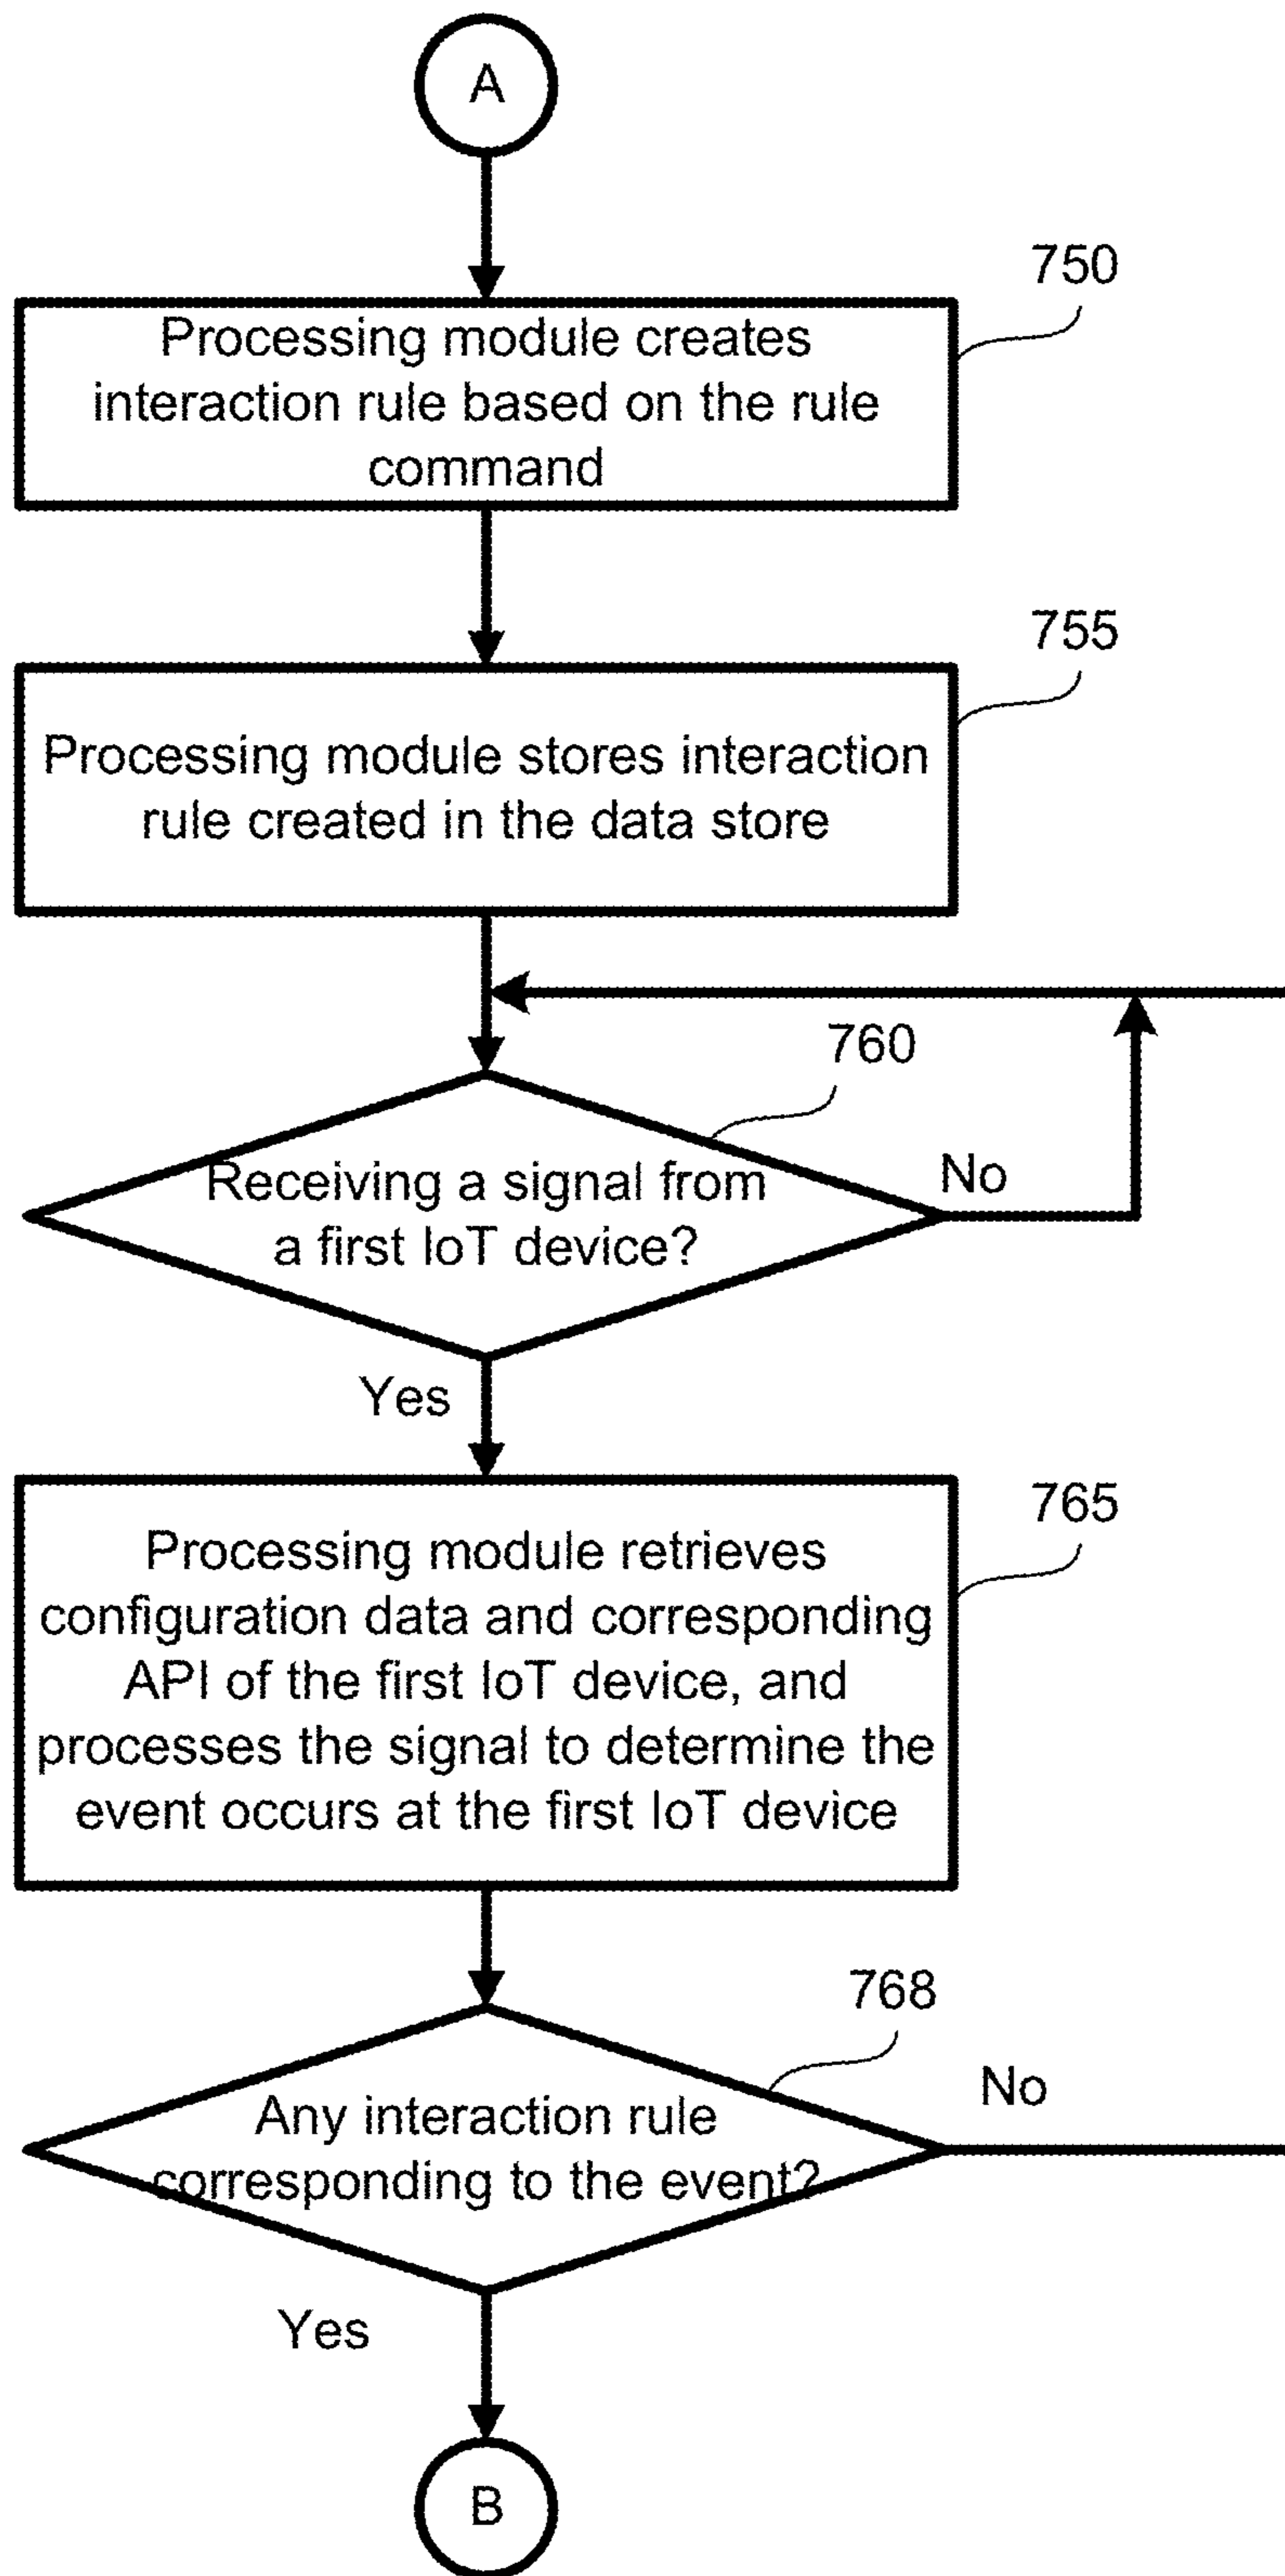 A
750
Processing module creates
interaction rule based on the rule
command
755
Processing module stores interaction
rule created in the data store
760
Receiving a signal from
a first IoT device?
No
Yes
765
Processing module retrieves
configuration data and corresponding
API of the first IoT device, and
processes the signal to determine the
event occurs at the first IoT device
768
Any interaction rule
corresponding to the event?
No
Yes
B